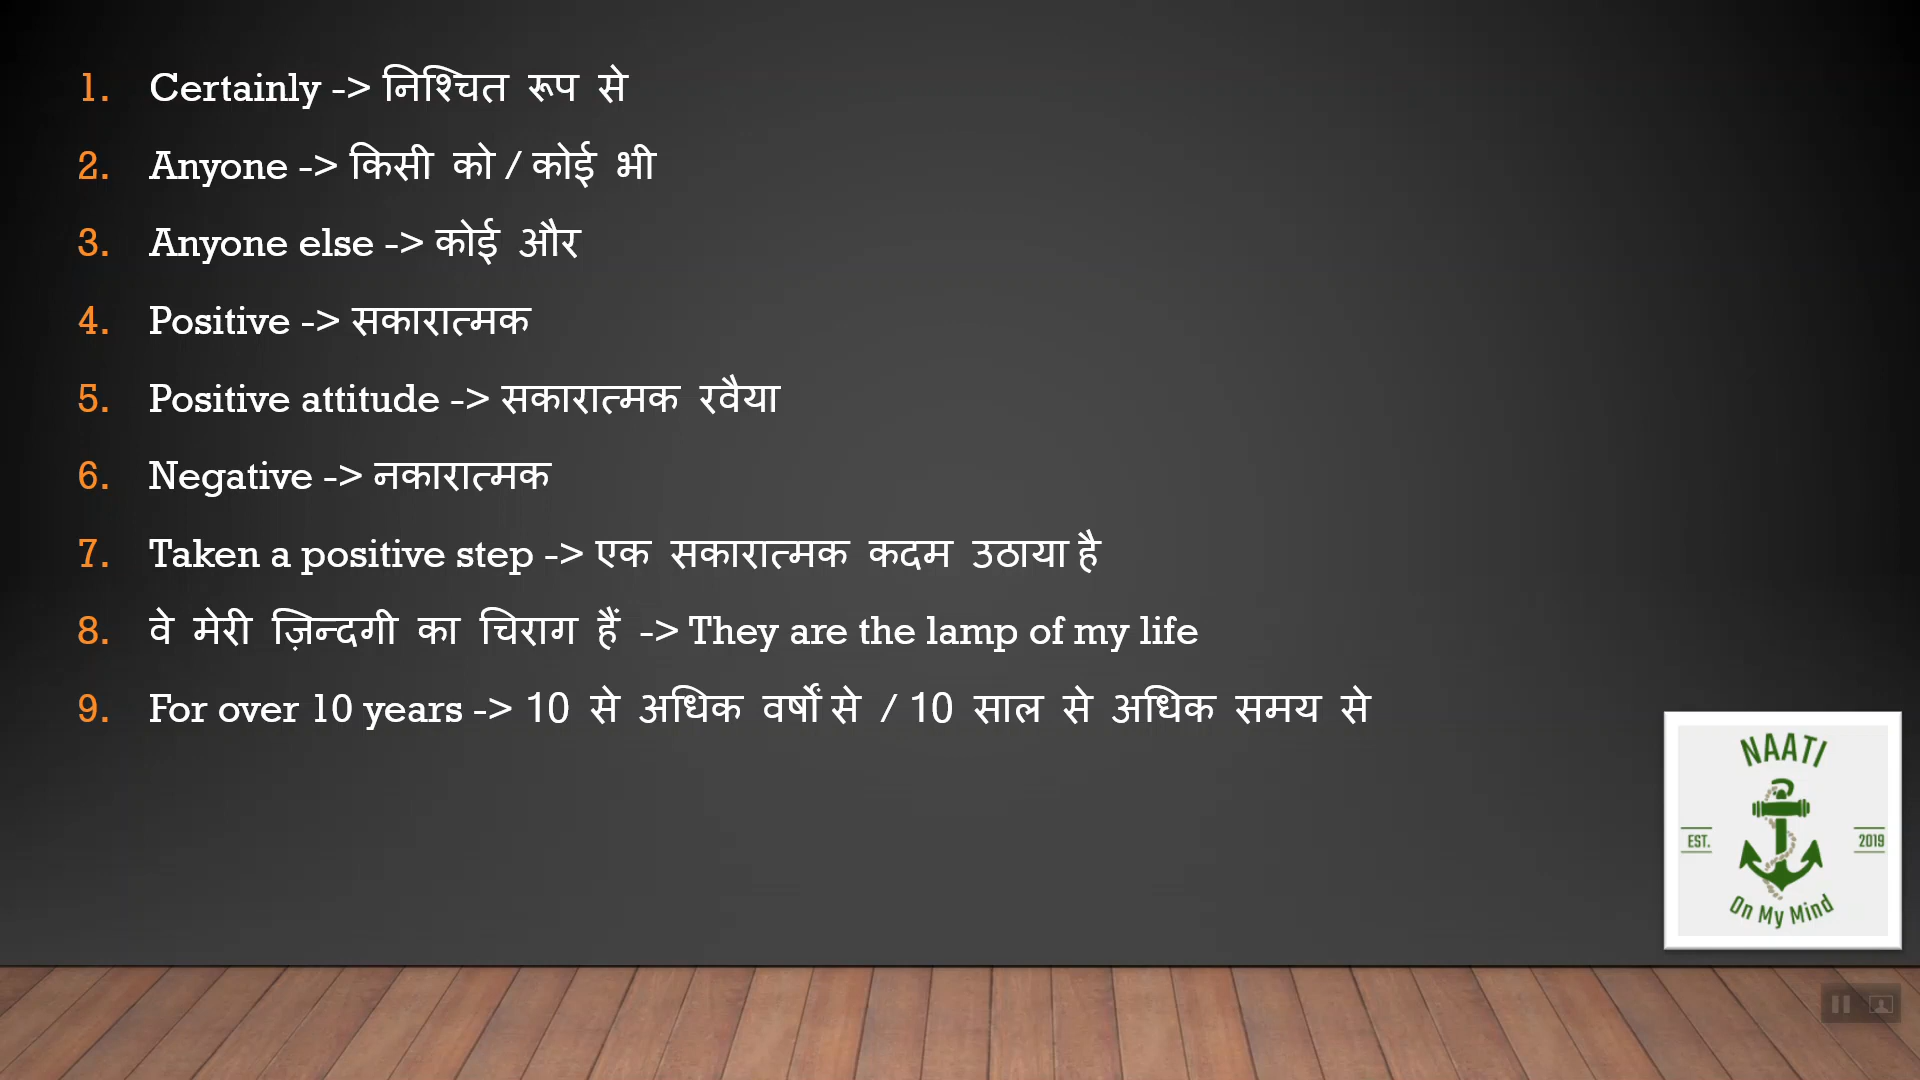 1. Certainly -> निश्चित रूप से
2. Anyone -> किसी को / कोई भी
3. Anyone else -> कोई और
4. Positive -> सकारात्मक
5. Positive attitude -> सकारात्मक रवैया
6. Negative -> नकारात्मक
7. Taken a positive step -> एक सकारात्मक कदम उठाया है
8. वे मेरी ज़िन्दगी का चिराग हैं -> They are the lamp of my life
9. For over 10 years -> 10 से अधिक वर्षों से / 10 साल से अधिक समय से
NAATI
EST. 2019
On My Mind